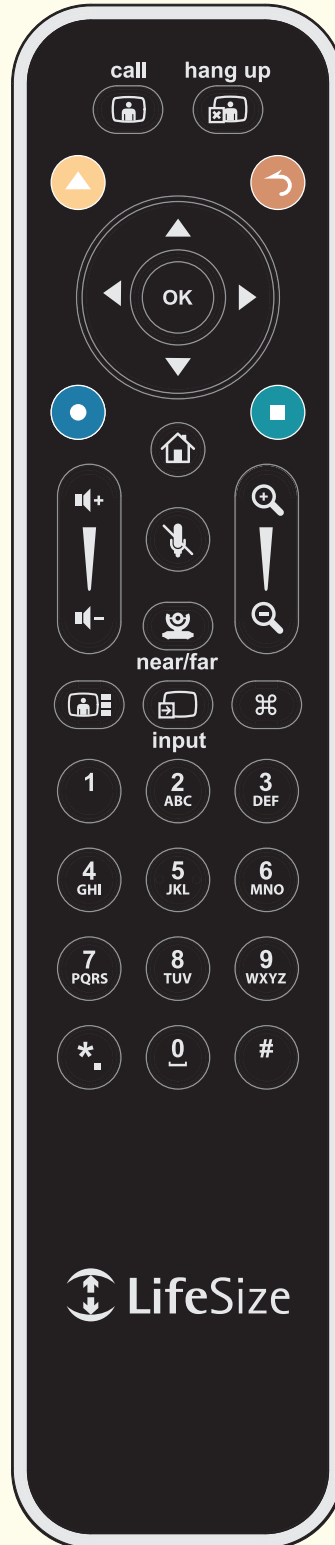 call hang up
OK
+
-
near/far
input
1 2 3
ABC DEF
4 5 6
GHI JKL MNO
7 8 9
PQRS TUV WXYZ
*. 0 #
LifeSize